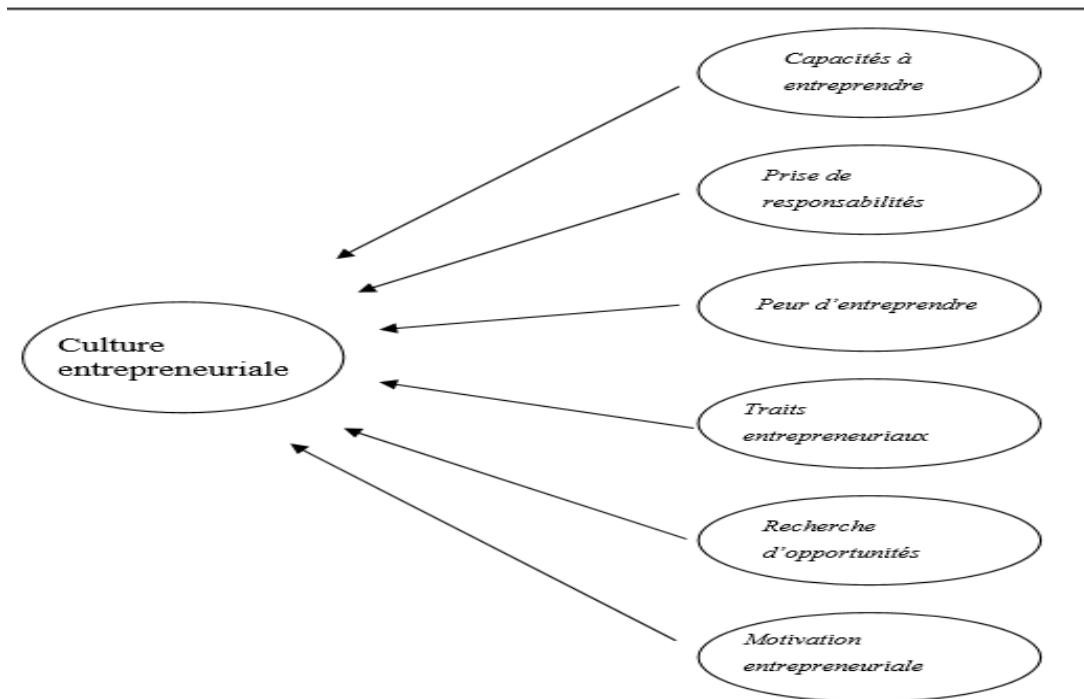 Capacités à
entreprendre
Prise de
responsabilités
Peur d’entreprendre
Culture
entrepreneuriale
Traits
entrepreneuriaux
Recherche
d’opportunités
Motivation
entrepreneuriale